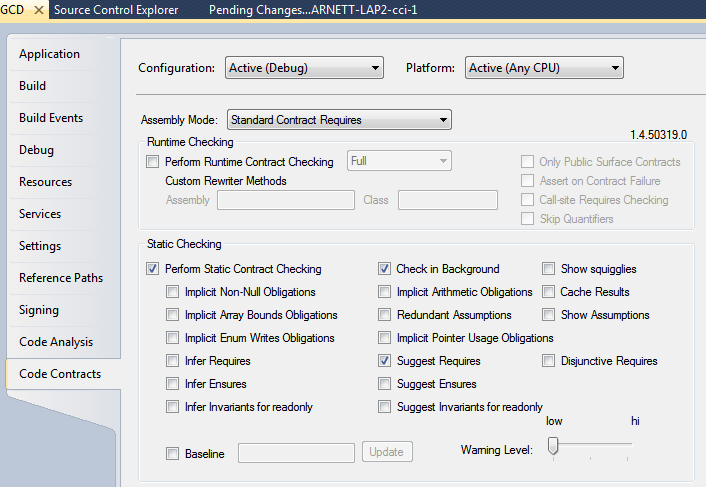 GCD Source Control Explorer Pending Changes...ARNETT-LAP2-cci-1
Application
Build
Build Events
Debug
Resources
Services
Settings
Reference Paths
Signing
Code Analysis
Code Contracts
Configuration: Active (Debug) Platform: Active (Any CPU)
Assembly Mode: Standard Contract Requires
1.4.50319.0
Runtime Checking
Perform Runtime Contract Checking Full Only Public Surface Contracts
Custom Rewriter Methods Assert on Contract Failure
Assembly Class Call-site Requires Checking
Skip Quantifiers
Static Checking
Perform Static Contract Checking Check in Background Show squigglies
Implicit Non-Null Obligations Implicit Arithmetic Obligations Cache Results
Implicit Array Bounds Obligations Redundant Assumptions Show Assumptions
Implicit Enum Writes Obligations Implicit Pointer Usage Obligations
Infer Requires Suggest Requires Disjunctive Requires
Infer Ensures Suggest Ensures
Infer Invariants for readonly Suggest Invariants for readonly
low hi
Baseline Update Warning Level: